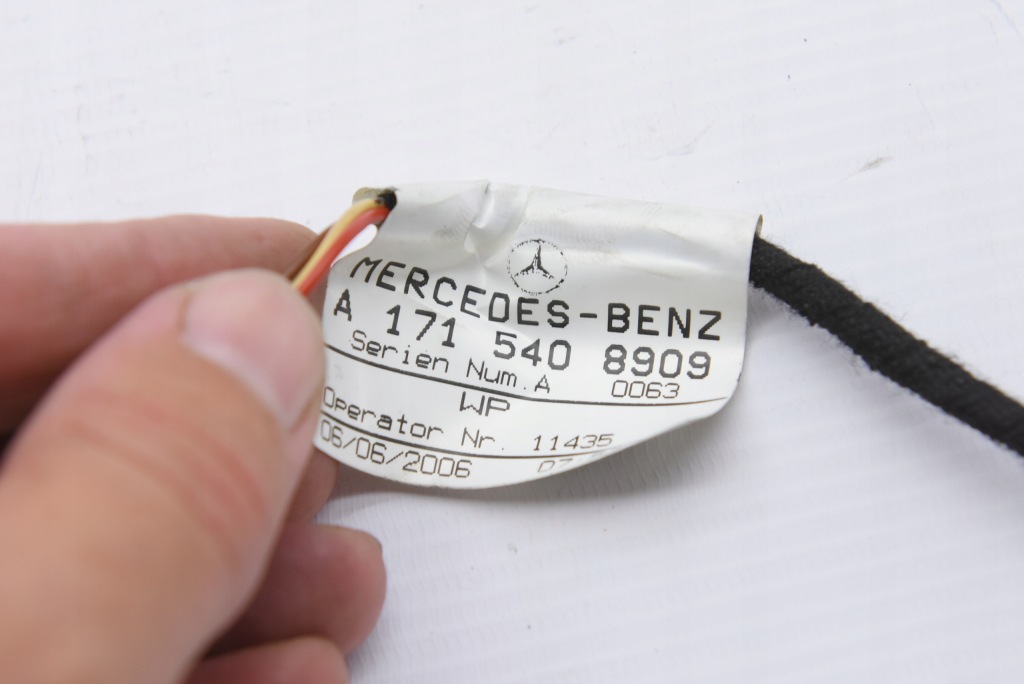 MERCEDES-BENZ
A 171 540 8909
Serien Num.A 0063
WP
Operator Nr. 11435
06/06/2006